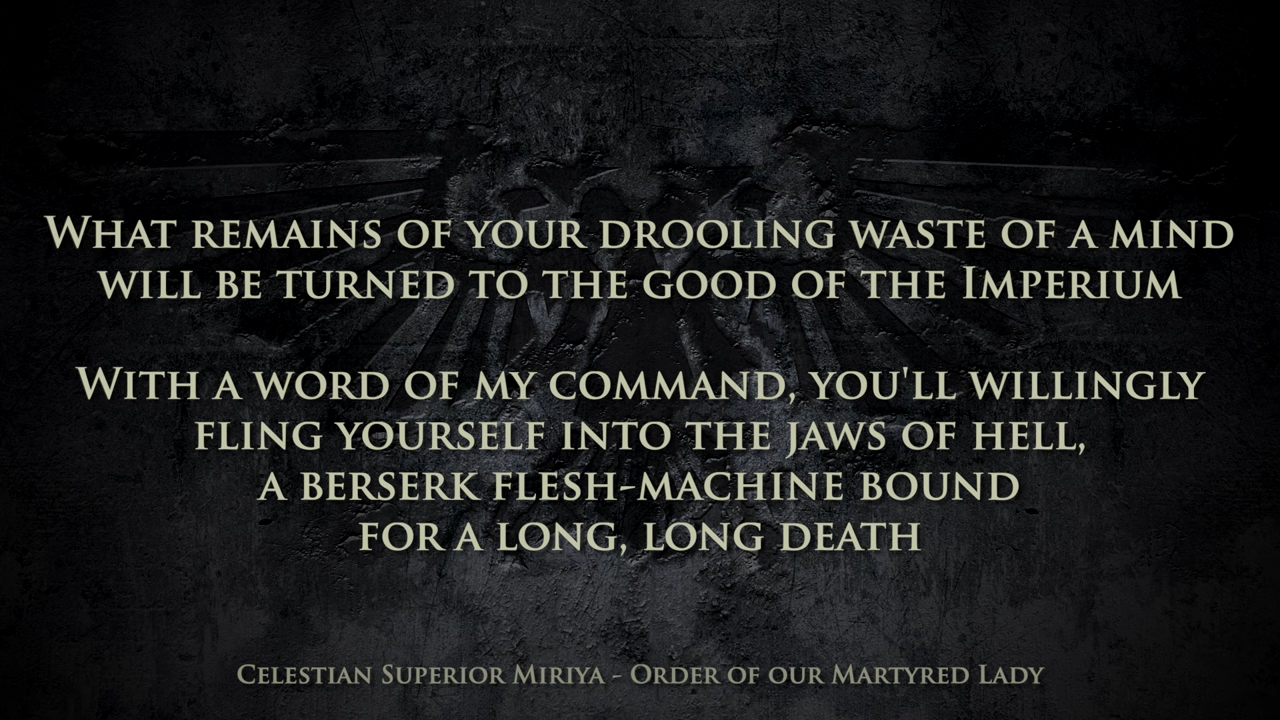 What remains of your drooling waste of a mind
will be turned to the good of the Imperium
With a word of my command, you'll willingly
fling yourself into the jaws of hell,
a berserk flesh-machine bound
for a long, long death
Celestian Superior Miriya - Order of our Martyred Lady